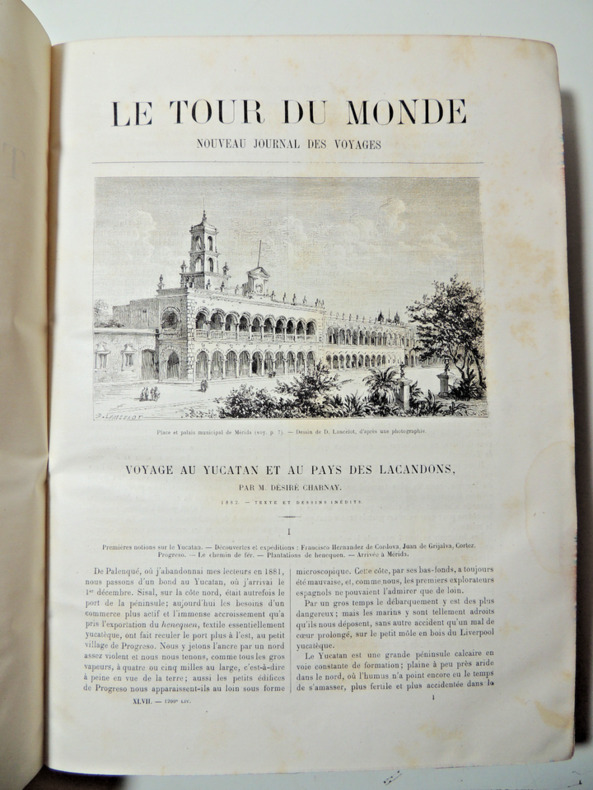 LE TOUR DU MONDE
NOUVEAU JOURNAL DES VOYAGES
Place et palais municipal de Mérida (voy. p. 7). — Dessin de D. Lancelot, d'après une photographie.
VOYAGE AU YUCATAN ET AU PAYS DES LACANDONS,
PAR M. DÉSIRÉ CHARNAY.
TEXTE ET DESSINS INÉDITS
I
Premières notions sur le Yucatan. — Découvertes et expéditions : Francisco Hernandez de Cordova, Juan de Grijalva, Cortez.
Progreso. — Le chemin de fer. — Plantations de henequen. — Arrivée à Mérida.
De Palenqué, où j'abandonnai mes lecteurs en 1881,
nous passons d'un bond au Yucatan, où j'arrivai le
1er décembre. Sisal, sur la côte nord, était autrefois le
port de la péninsule; aujourd'hui les besoins d'un
commerce plus actif et l'immense accroissement qu'a
pris l'exportation du henequen, textile essentiellement
yucatèque, ont fait reculer le port plus à l'est, au petit
village de Progreso. Nous y jetons l'ancre par un nord
assez violent et nous nous tenons, comme tous les gros
vapeurs, à quatre ou cinq milles au large, c'est-à-dire
à peine en vue de la terre; aussi les petits édifices
de Progreso nous apparaissent-ils au loin sous forme
XLVII. —
microscopique. Cette côte, par ses bas-fonds, a toujours
été mauvaise, et, comme nous, les premiers explorateurs
espagnols ne pouvaient l'admirer que de loin.
Par un gros temps le débarquement y est des plus
dangereux; mais les marins y sont tellement adroits
qu'ils nous déposent, sans autre accident qu'un mal de
cœur prolongé, sur le petit môle en bois du Liverpool
yucatèque.
Le Yucatan est une grande péninsule calcaire en
voie constante de formation; plaine à peu près aride
dans le nord, où l'humus n'a point encore eu le temps
de s'amasser, plus fertile et plus accidentée dans la
1